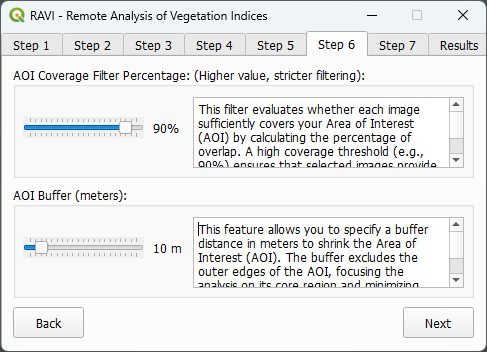 RAVI - Remote Analysis of Vegetation Indices
Step 1 Step 2 Step 3 Step 4 Step 5 Step 6 Step 7 Results
AOI Coverage Filter Percentage: (Higher value, stricter filtering):
90%
This filter evaluates whether each image
sufficiently covers your Area of Interest
(AOI) by calculating the percentage of
overlap. A high coverage threshold (e.g.,
90%) ensures that selected images provide
AOI Buffer (meters):
10 m
This feature allows you to specify a buffer
distance in meters to shrink the Area of
Interest (AOI). The buffer excludes the
outer edges of the AOI, focusing the
analysis on its core region and minimizing
Back Next